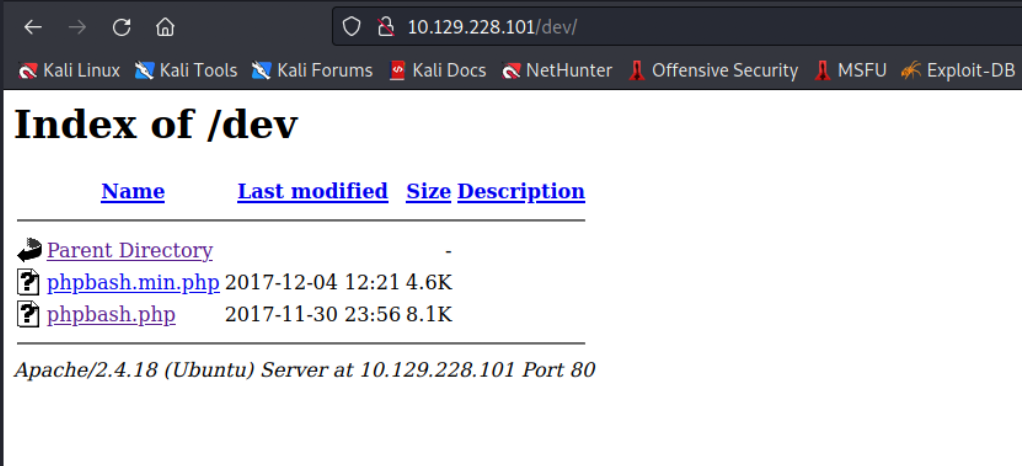 10.129.228.101/dev/
Kali Linux Kali Tools Kali Forums Kali Docs NetHunter Offensive Security MSFU Exploit-DB
Index of /dev
Name Last modified Size Description
Parent Directory -
phpbash.min.php 2017-12-04 12:21 4.6K
phpbash.php 2017-11-30 23:56 8.1K
Apache/2.4.18 (Ubuntu) Server at 10.129.228.101 Port 80